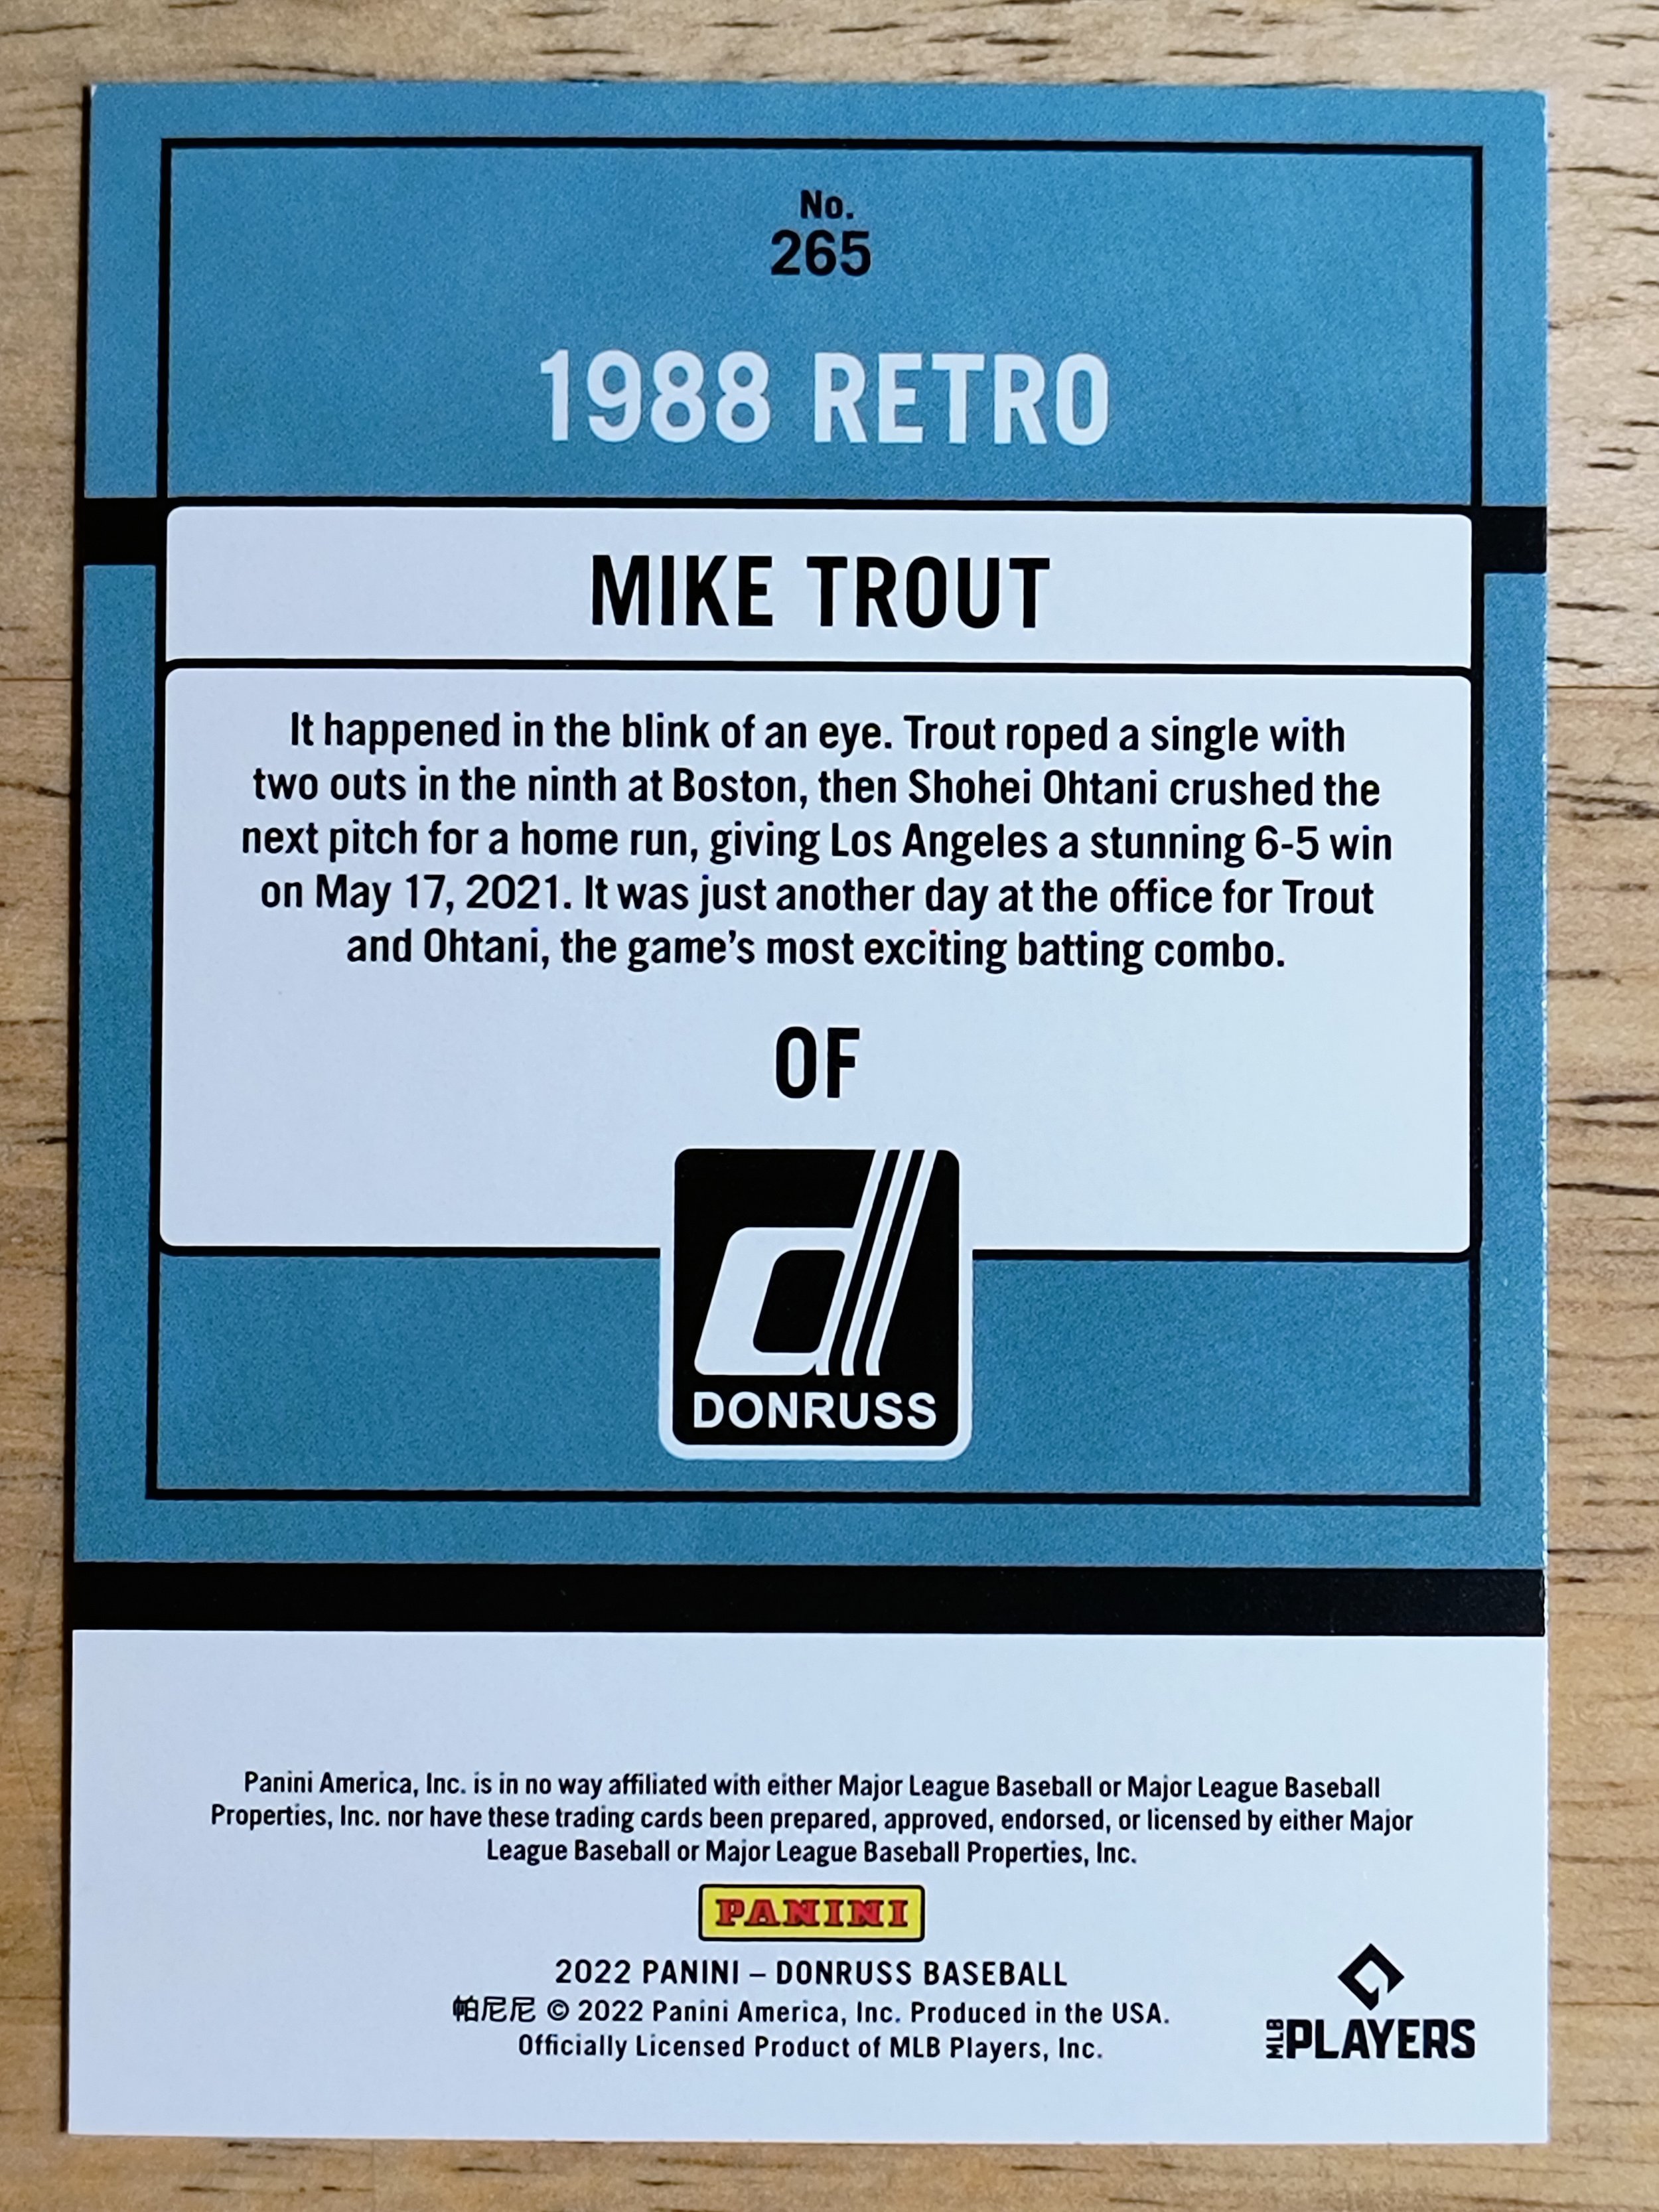 No.
265
1988 RETRO
MIKE TROUT
It happened in the blink of an eye. Trout roped a single with
two outs in the ninth at Boston, then Shohei Ohtani crushed the
next pitch for a home run, giving Los Angeles a stunning 6-5 win
on May 17, 2021. It was just another day at the office for Trout
and Ohtani, the game's most exciting batting combo.
OF
d
DONRUSS
Panini America, Inc. is in no way affiliated with either Major League Baseball or Major League Baseball
Properties, Inc. nor have these trading cards been prepared, approved, endorsed, or licensed by either Major
League Baseball or Major League Baseball Properties, Inc.
PANINI
2022 PANINI – DONRUSS BASEBALL
帕尼尼 © 2022 Panini America, Inc. Produced in the USA.
Officially Licensed Product of MLB Players, Inc.
MLB PLAYERS